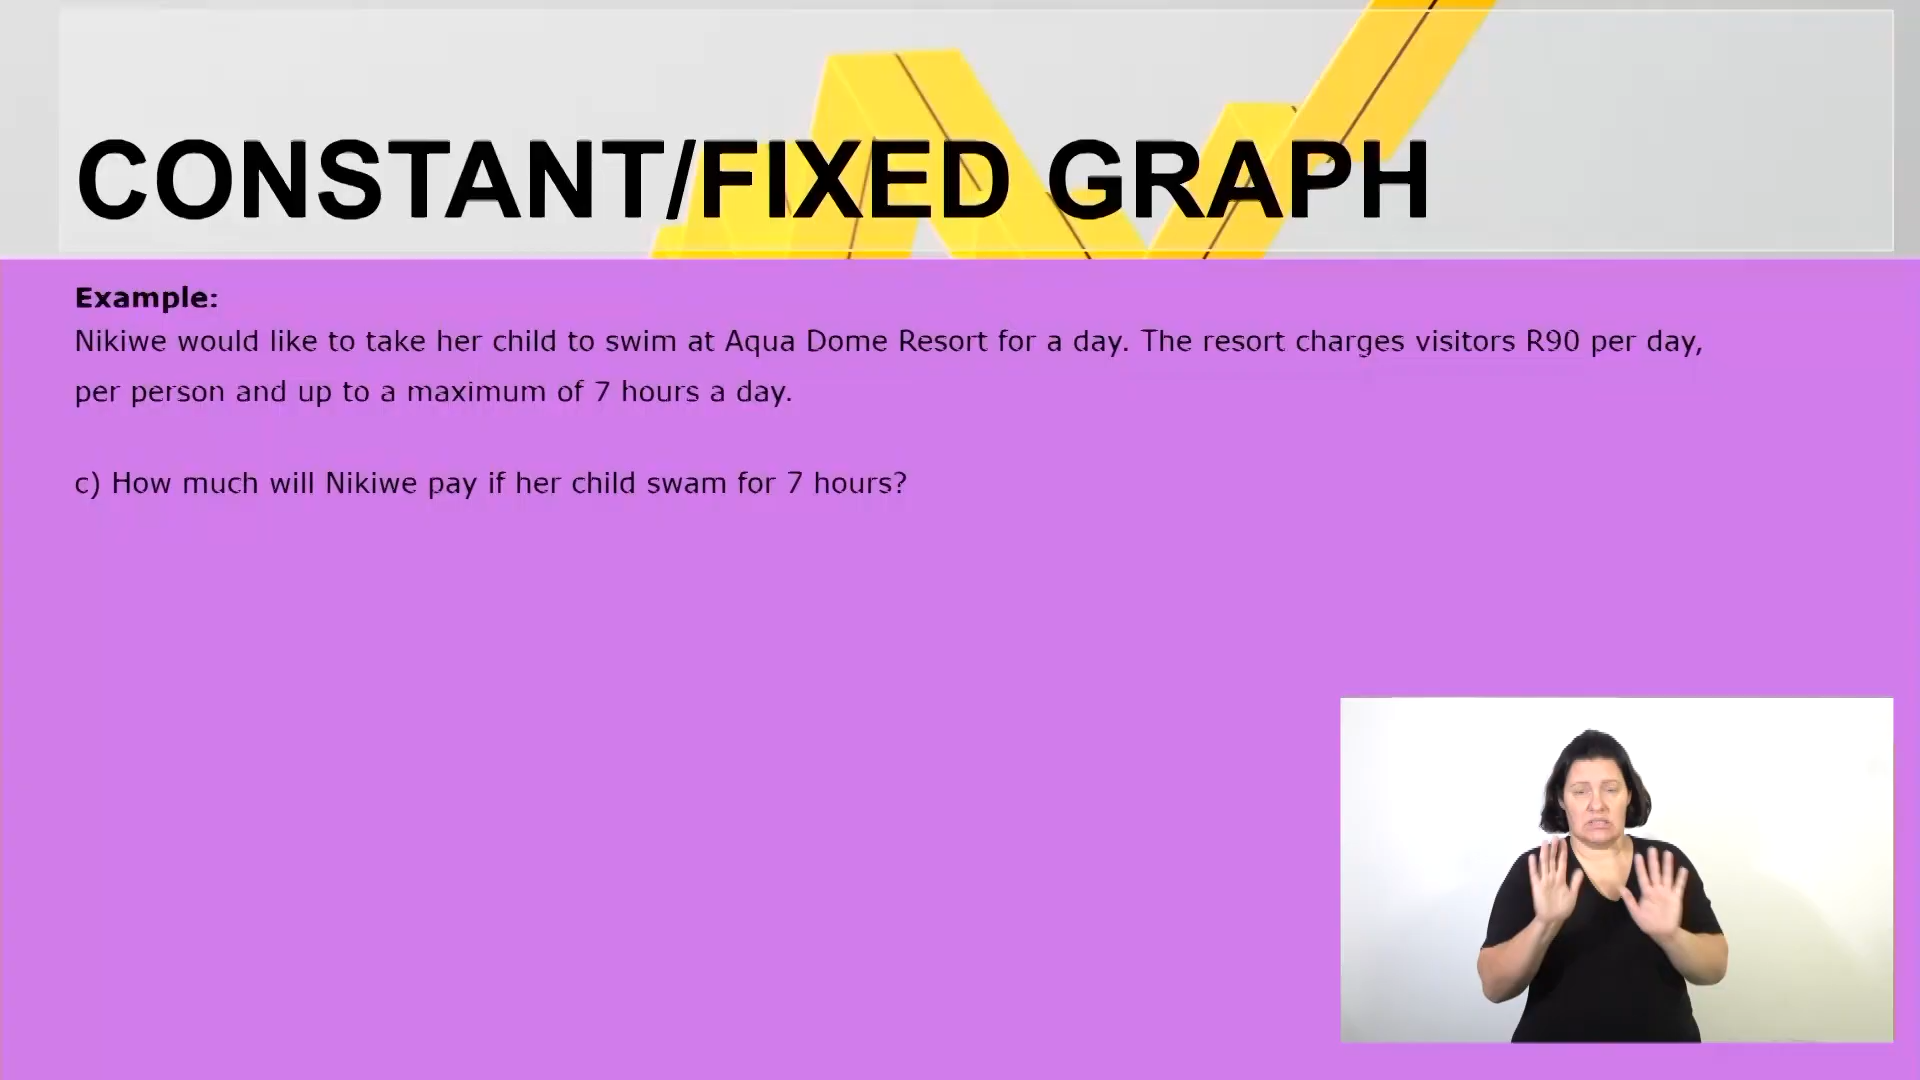 CONSTANT/FIXED GRAPH
Example:
Nikiwe would like to take her child to swim at Aqua Dome Resort for a day. The resort charges visitors R90 per day,
per person and up to a maximum of 7 hours a day.
c) How much will Nikiwe pay if her child swam for 7 hours?